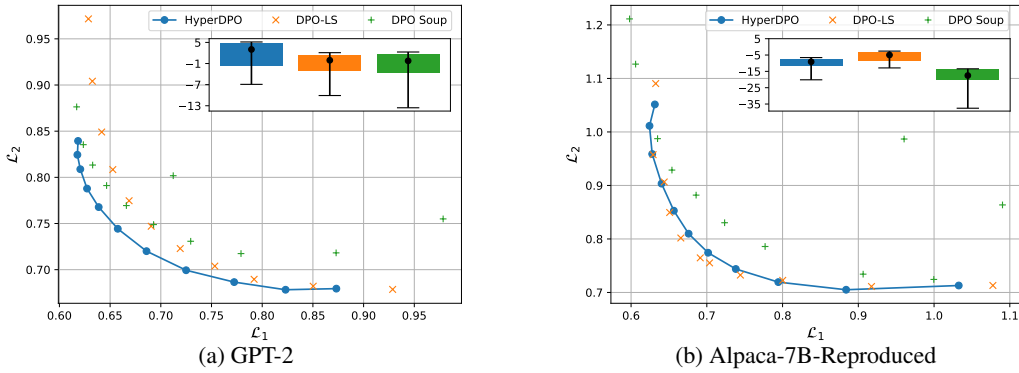 HyperDPO DPO-LS DPO Soup
0.95
0.90
0.85
0.80
0.75
0.70
5
−1
−7
−13
ℒ2
0.60 0.65 0.70 0.75 0.80 0.85 0.90 0.95
ℒ1
(a) GPT-2
HyperDPO DPO-LS DPO Soup
1.2
1.1
1.0
0.9
0.8
0.7
−5
−15
−25
−35
ℒ2
0.6 0.7 0.8 0.9 1.0 1.1
ℒ1
(b) Alpaca-7B-Reproduced